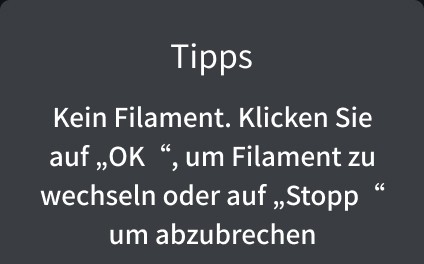 Tipps
Kein Filament. Klicken Sie
auf „OK “, um Filament zu
wechseln oder auf „Stopp “
um abzubrechen